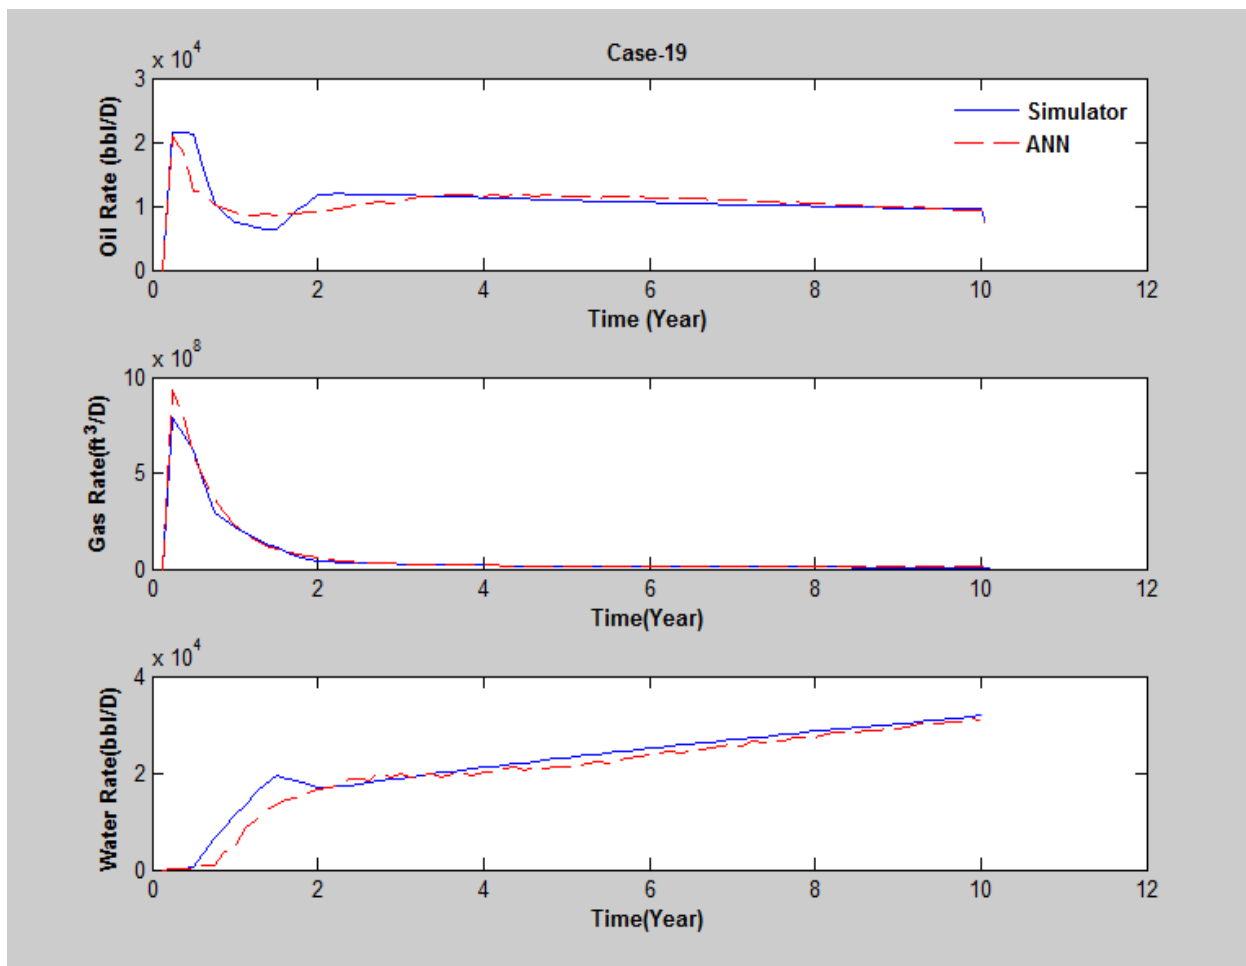 Case-19
x 10^4
3
2
1
0
Oil Rate (bbl/D)
Simulator
ANN
0 2 4 6 8 10 12
Time (Year)
x 10^8
10
5
0
Gas Rate(ft^3/D)
0 2 4 6 8 10 12
Time(Year)
x 10^4
4
2
0
Water Rate(bbl/D)
0 2 4 6 8 10 12
Time(Year)